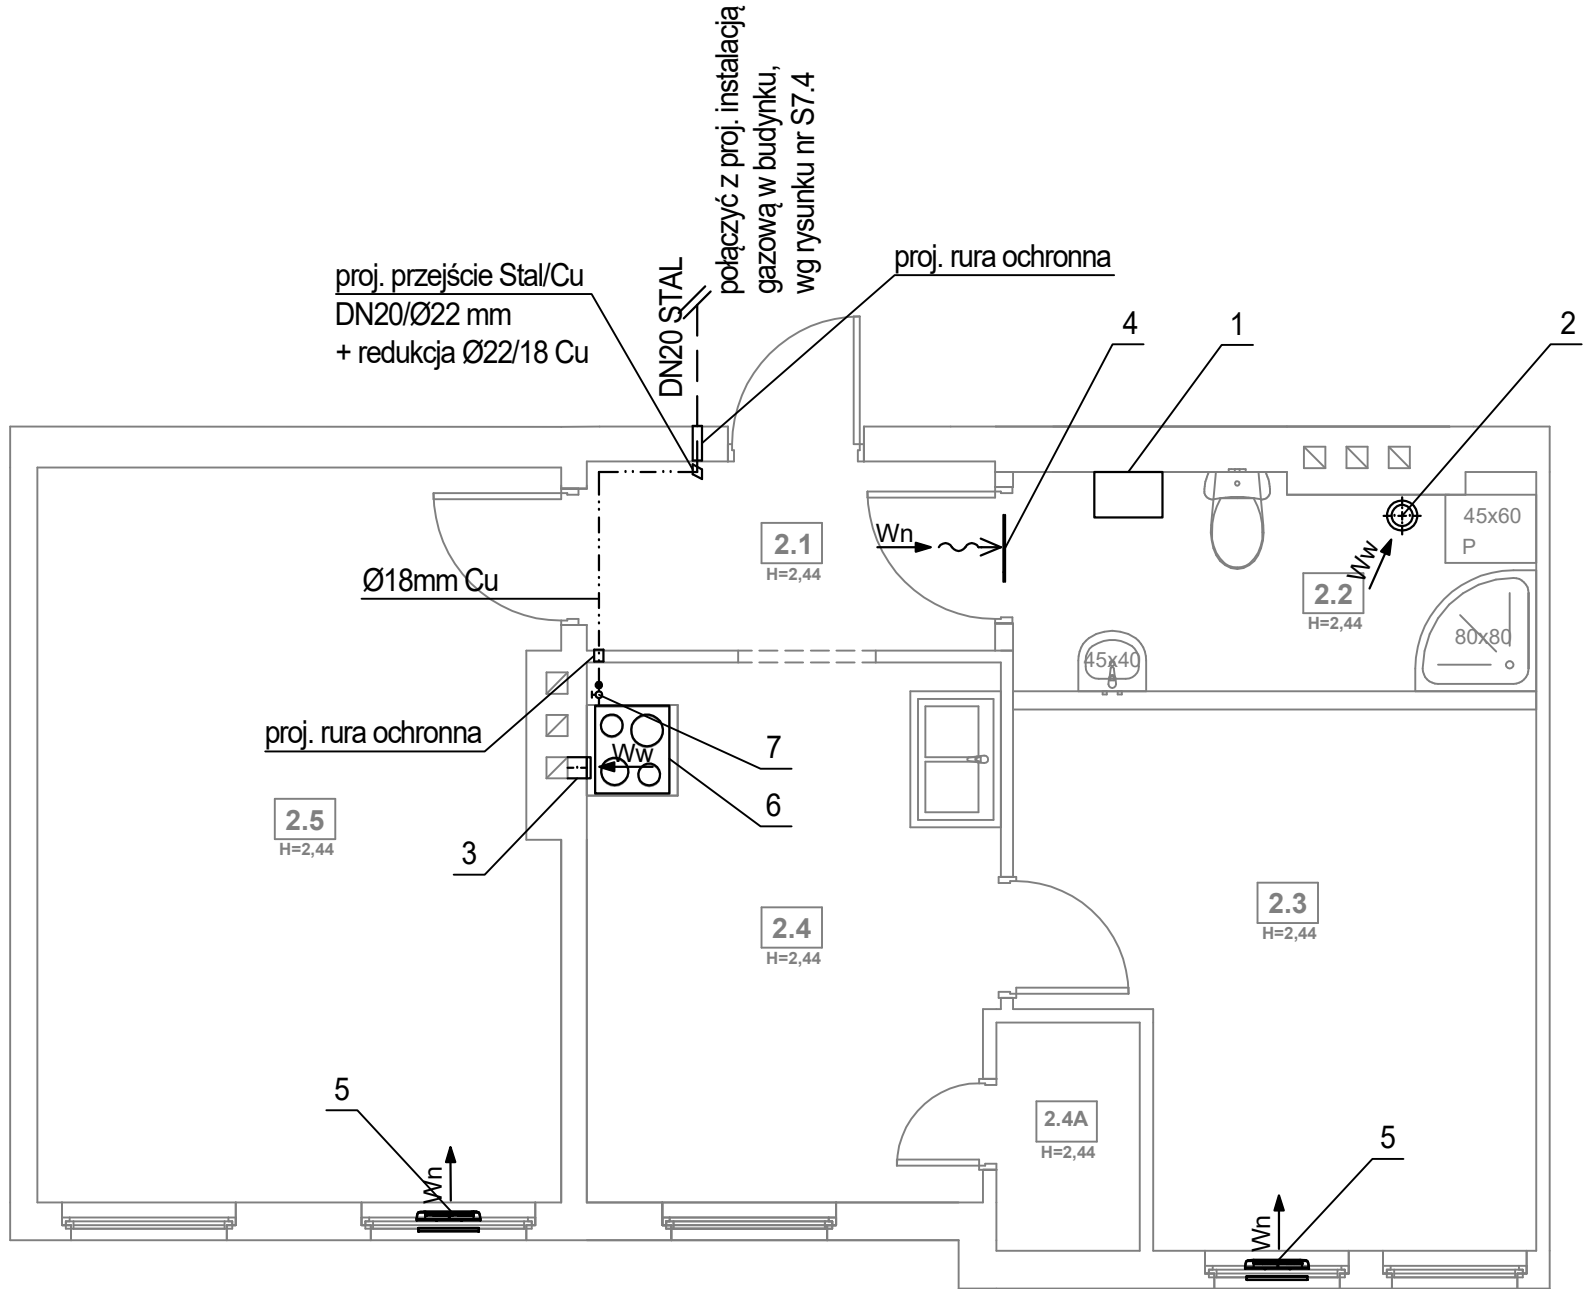 połączyć z proj. instalacją
gazową w budynku,
wg rysunku nr S7.4
DN20 STAL
proj. przejście Stal/Cu
DN20/Ø22 mm
+ redukcja Ø22/18 Cu
proj. rura ochronna
4
1
2
Wn
2.1
H=2,44
45x60
P
Ww
2.2
H=2,44
Ø18mm Cu
80x80
45x40
proj. rura ochronna
Ww
7
6
3
2.5
H=2,44
2.4
H=2,44
2.3
H=2,44
5
2.4A
H=2,44
5
Wn
Wn